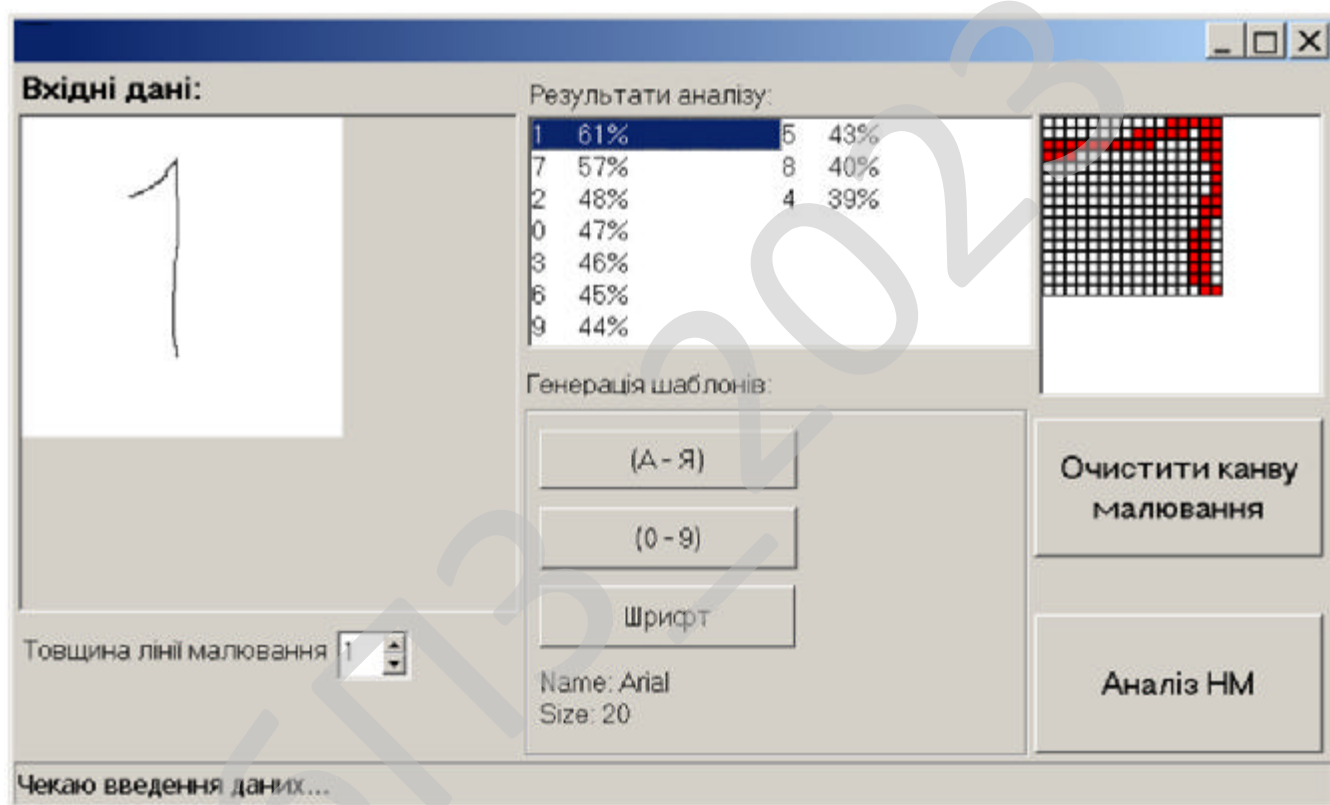 Вхідні дані:
1
Товщина лінії малювання 1
Результати аналізу:
1 61%
7 57%
2 48%
0 47%
3 46%
6 45%
9 44%
5 43%
8 40%
4 39%
Генерація шаблонів:
(А - Я)
(0 - 9)
Шрифт
Name: Arial
Size: 20
Очистити канву
малювання
Аналіз НМ
Чекаю введення даних...